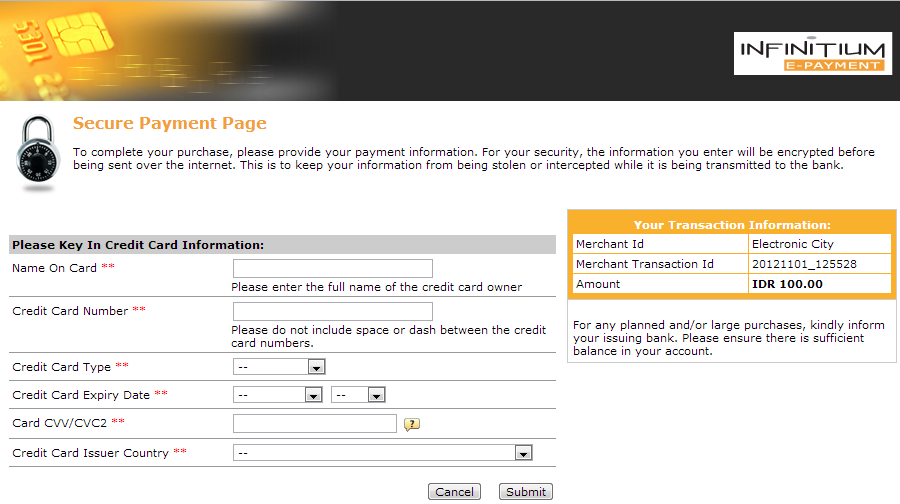 INFINITIUM
E-PAYMENT
Secure Payment Page
To complete your purchase, please provide your payment information. For your security, the information you enter will be encrypted before
being sent over the internet. This is to keep your information from being stolen or intercepted while it is being transmitted to the bank.
Your Transaction Information:
Merchant Id Electronic City
Merchant Transaction Id 20121101_125528
Amount IDR 100.00
For any planned and/or large purchases, kindly inform
your issuing bank. Please ensure there is sufficient
balance in your account.
Please Key In Credit Card Information:
Name On Card **
Please enter the full name of the credit card owner
Credit Card Number **
Please do not include space or dash between the credit
card numbers.
Credit Card Type ** --
Credit Card Expiry Date ** -- --
Card CVV/CVC2 ** ?
Credit Card Issuer Country ** --
Cancel Submit